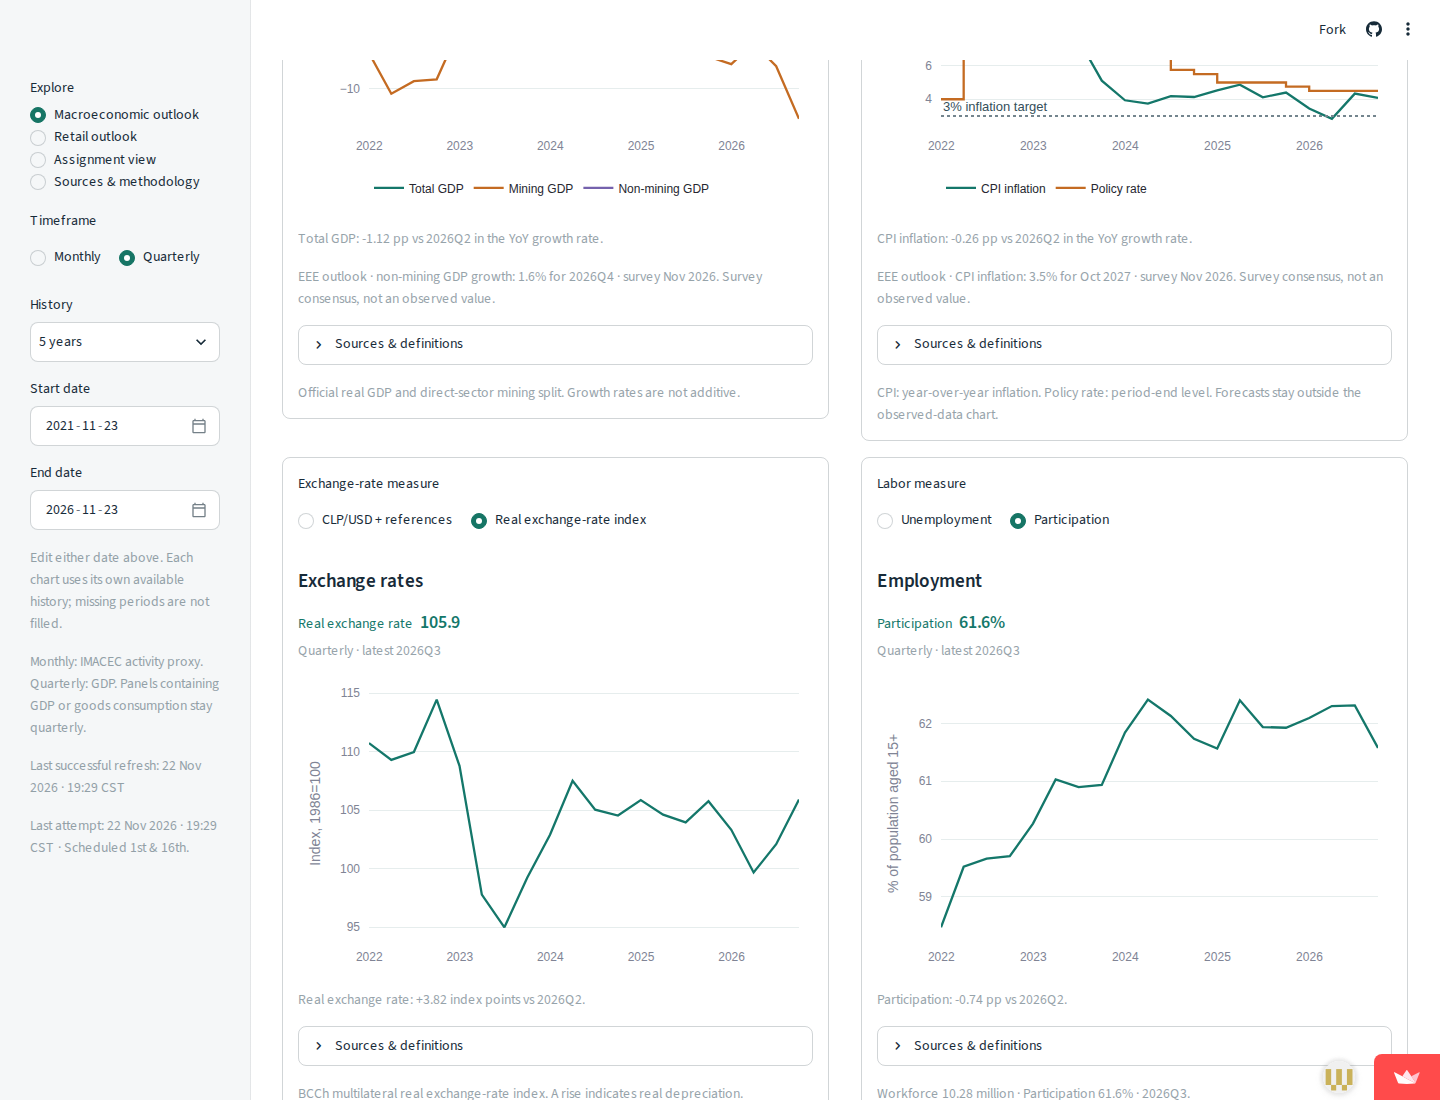 Fork
Explore
Macroeconomic outlook
Retail outlook
Assignment view
Sources & methodology
Timeframe
Monthly
Quarterly
History
5 years
Start date
2021-11-23
End date
2026-11-23
Edit either date above. Each
chart uses its own available
history; missing periods are not
filled.
Monthly: IMACEC activity proxy.
Quarterly: GDP. Panels containing
GDP or goods consumption stay
quarterly.
Last successful refresh: 22 Nov
2026 · 19:29 CST
Last attempt: 22 Nov 2026 · 19:29
CST · Scheduled 1st & 16th.
−10
2022 2023 2024 2025 2026
Total GDP Mining GDP Non-mining GDP
Total GDP: -1.12 pp vs 2026Q2 in the YoY growth rate.
EEE outlook · non-mining GDP growth: 1.6% for 2026Q4 · survey Nov 2026. Survey
consensus, not an observed value.
Sources & definitions
Official real GDP and direct-sector mining split. Growth rates are not additive.
6
4
3% inflation target
2022 2023 2024 2025 2026
CPI inflation Policy rate
CPI inflation: -0.26 pp vs 2026Q2 in the YoY growth rate.
EEE outlook · CPI inflation: 3.5% for Oct 2027 · survey Nov 2026. Survey consensus, not an
observed value.
Sources & definitions
CPI: year-over-year inflation. Policy rate: period-end level. Forecasts stay outside the
observed-data chart.
Exchange-rate measure
CLP/USD + references
Real exchange-rate index
Exchange rates
Real exchange rate 105.9
Quarterly · latest 2026Q3
Index, 1986=100
115
110
105
100
95
2022 2023 2024 2025 2026
Real exchange rate: +3.82 index points vs 2026Q2.
Sources & definitions
BCCh multilateral real exchange-rate index. A rise indicates real depreciation.
Labor measure
Unemployment
Participation
Employment
Participation 61.6%
Quarterly · latest 2026Q3
% of population aged 15+
62
61
60
59
2022 2023 2024 2025 2026
Participation: -0.74 pp vs 2026Q2.
Sources & definitions
Workforce 10.28 million · Participation 61.6% · 2026Q3.